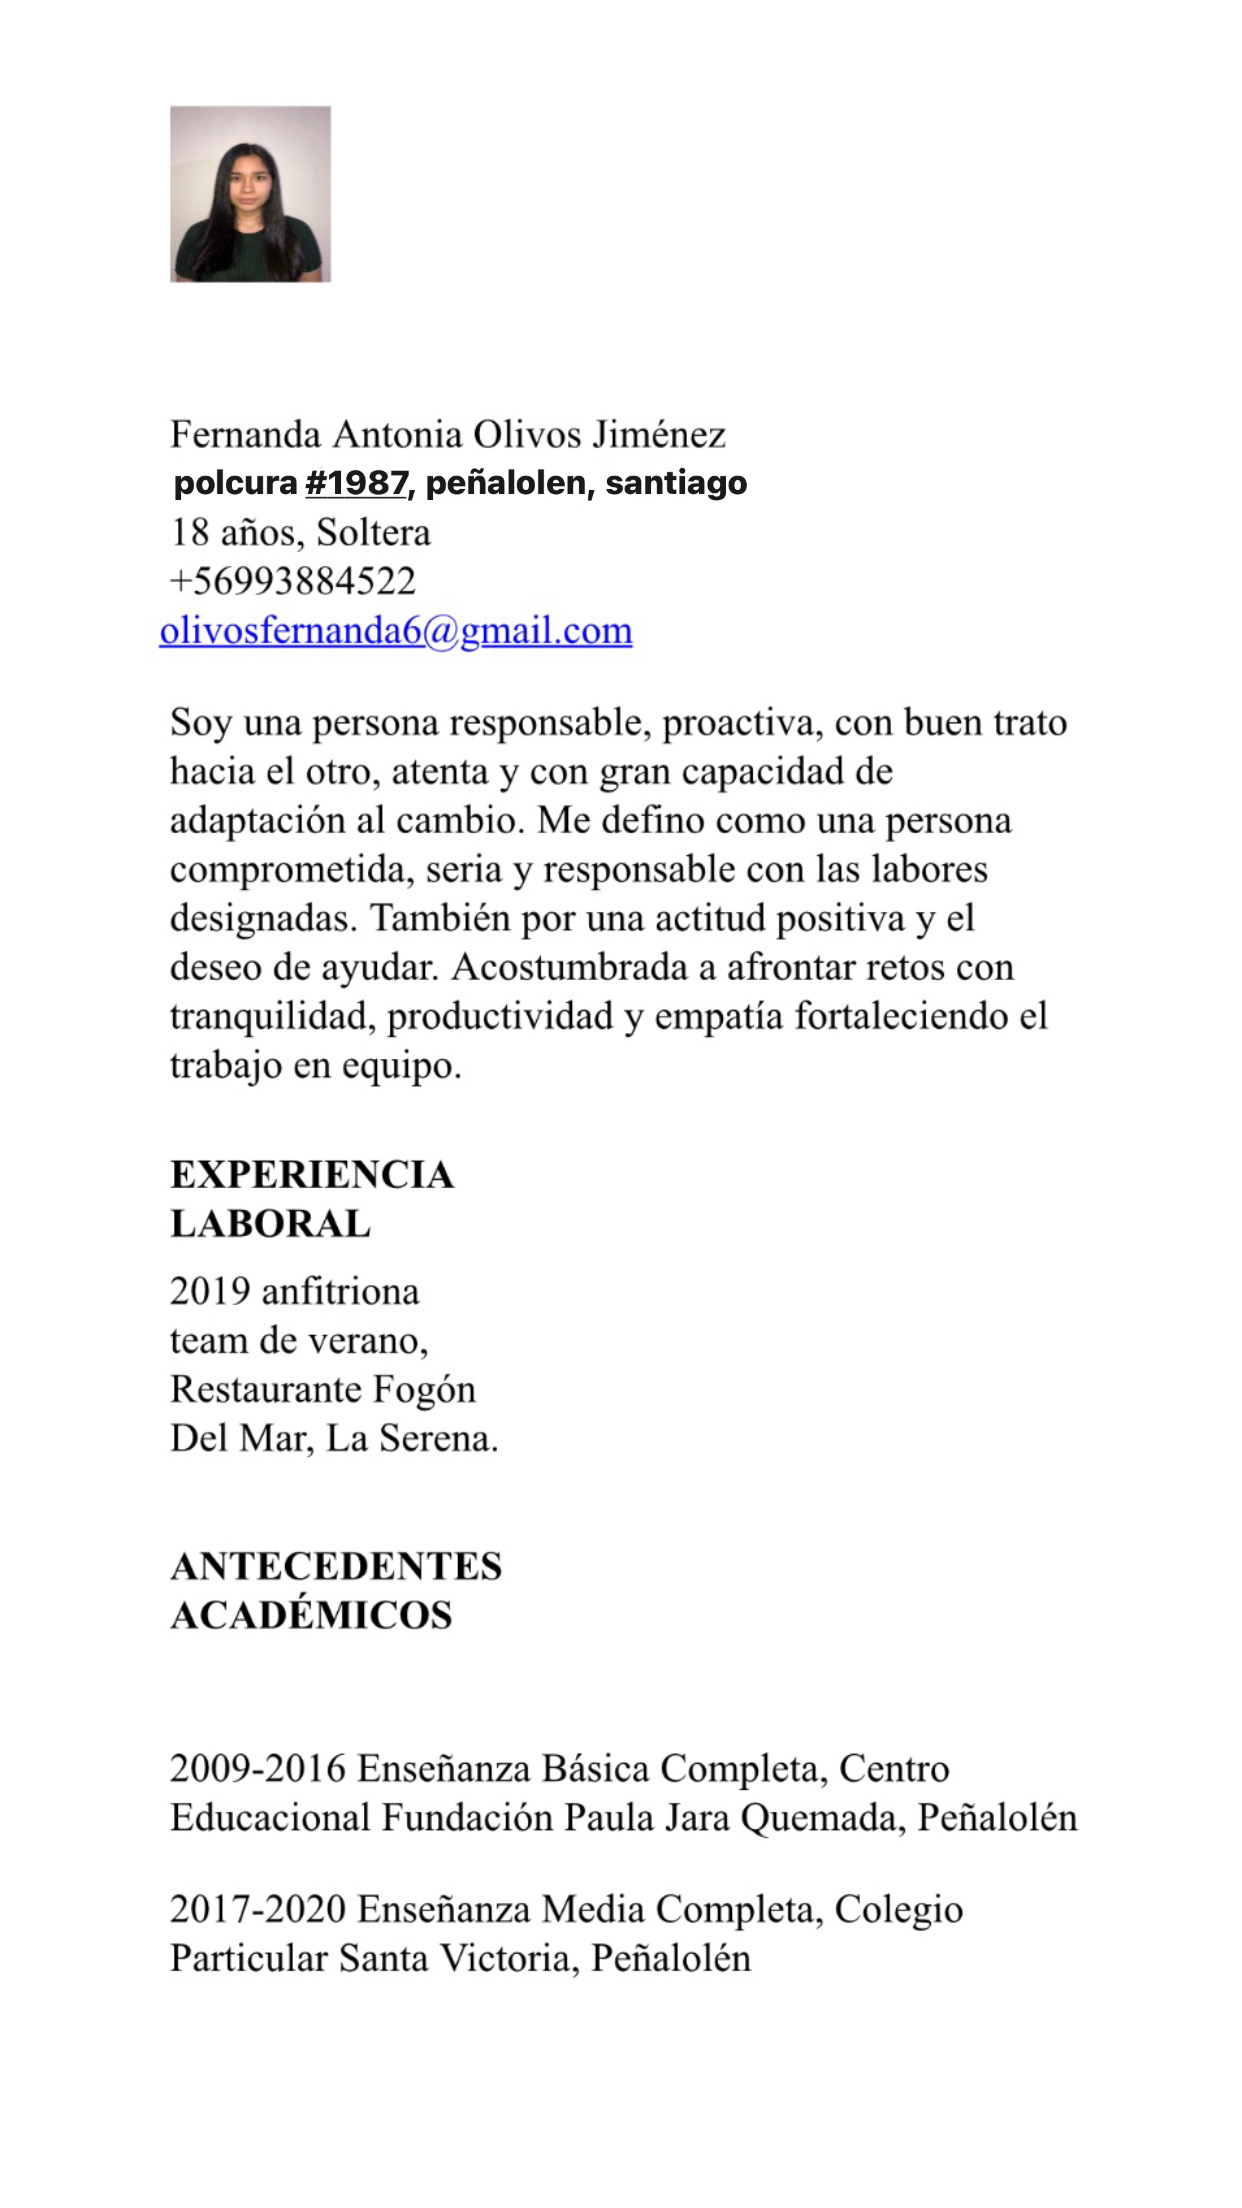 Fernanda Antonia Olivos Jiménez
polcura #1987, peñalolen, santiago
18 años, Soltera
+56993884522
olivosfernanda6@gmail.com
Soy una persona responsable, proactiva, con buen trato
hacia el otro, atenta y con gran capacidad de
adaptación al cambio. Me defino como una persona
comprometida, seria y responsable con las labores
designadas. También por una actitud positiva y el
deseo de ayudar. Acostumbrada a afrontar retos con
tranquilidad, productividad y empatía fortaleciendo el
trabajo en equipo.
EXPERIENCIA
LABORAL
2019 anfitriona
team de verano,
Restaurante Fogón
Del Mar, La Serena.
ANTECEDENTES
ACADÉMICOS
2009-2016 Enseñanza Básica Completa, Centro
Educacional Fundación Paula Jara Quemada, Peñalolén
2017-2020 Enseñanza Media Completa, Colegio
Particular Santa Victoria, Peñalolén